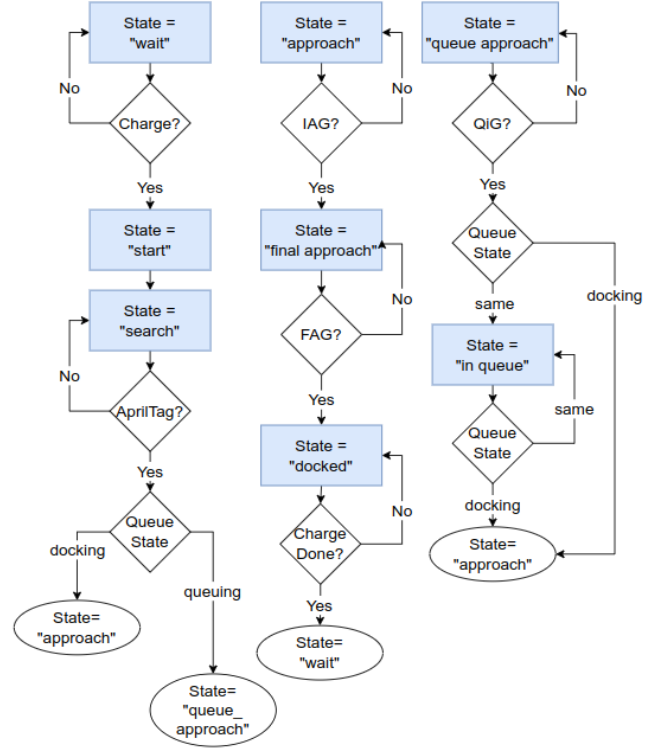 State =
"wait"
No
Charge?
Yes
State =
"start"
State =
"search"
No
AprilTag?
Yes
Queue
State
docking
queuing
State=
"approach"
State=
"queue_
approach"
State =
"approach"
No
IAG?
Yes
State =
"final approach"
No
FAG?
Yes
State =
"docked"
No
Charge
Done?
Yes
State=
"wait"
State =
"queue approach"
No
QiG?
Yes
Queue
State
docking
same
State =
"in queue"
same
Queue
State
docking
State=
"approach"